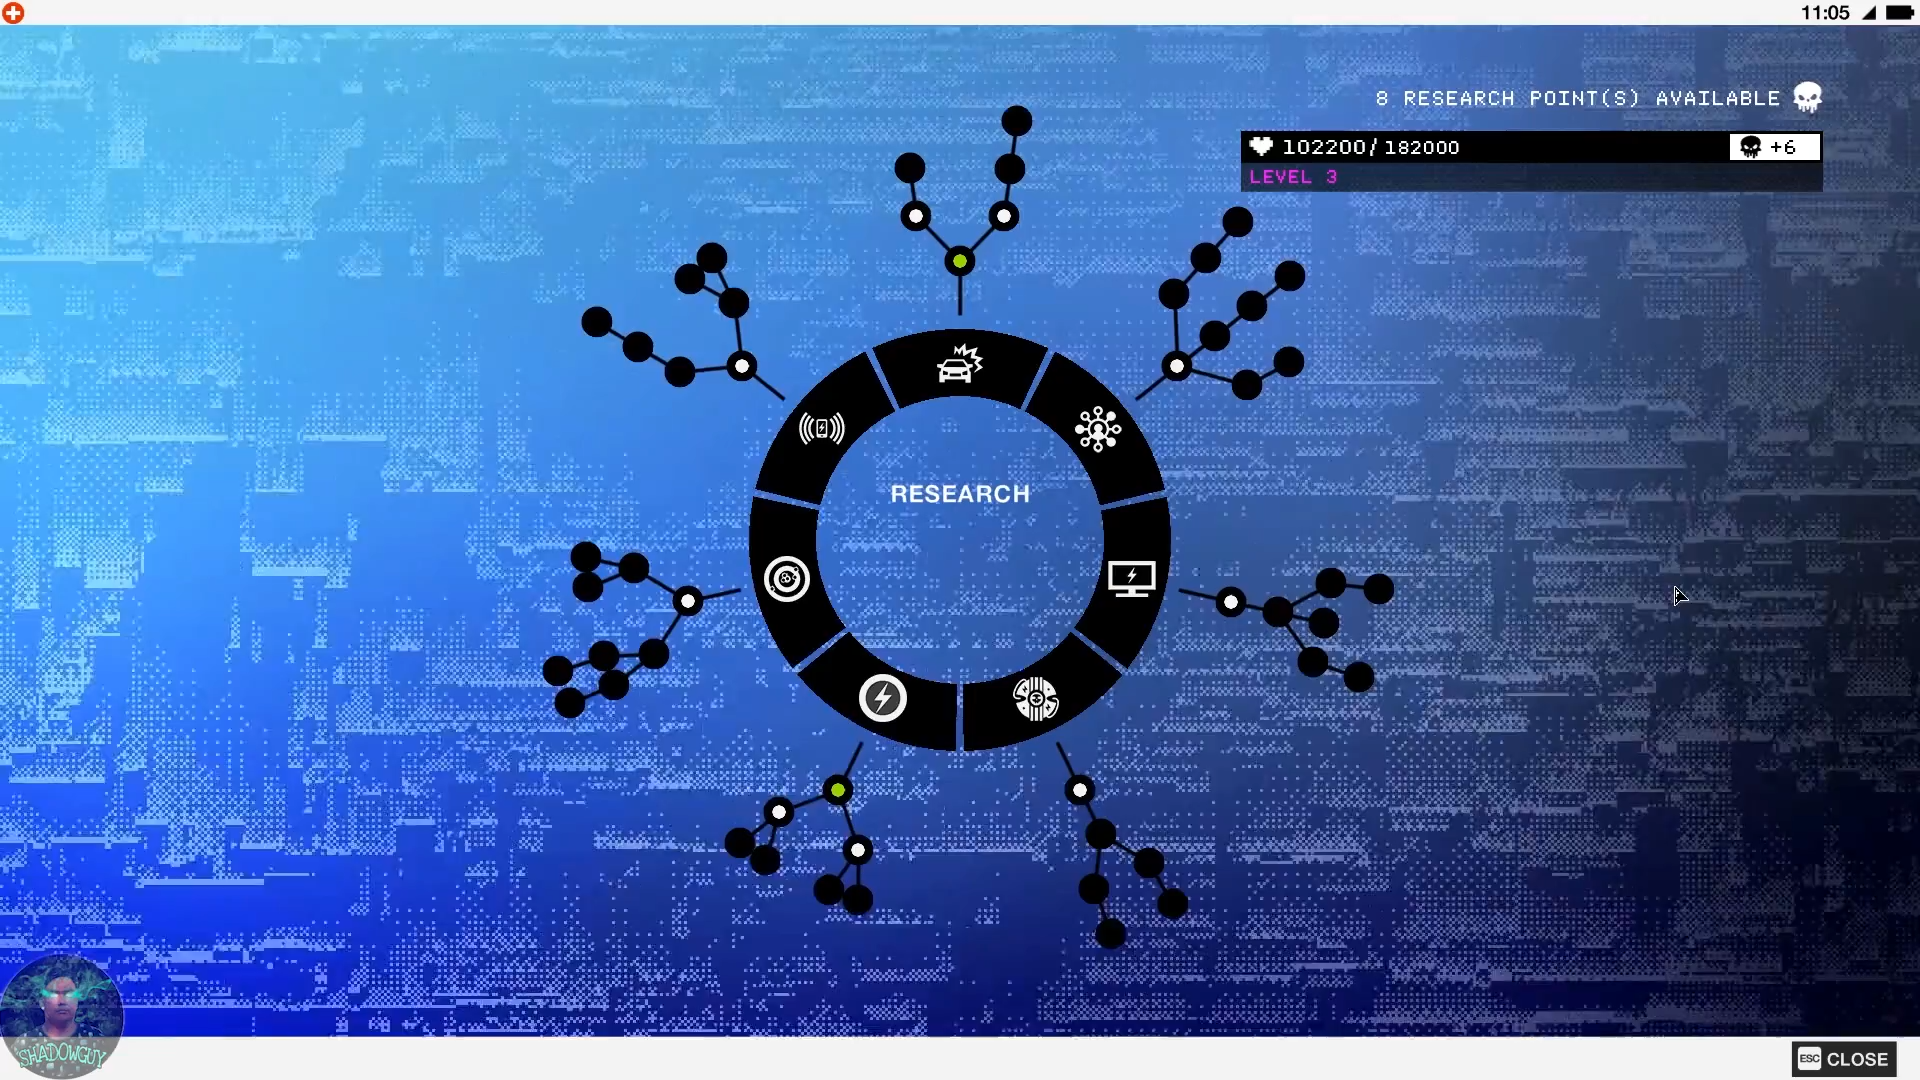 11:05
8 RESEARCH POINT(S) AVAILABLE
102200/182000
+6
LEVEL 3
RESEARCH
SHADOWGUY
ESC CLOSE